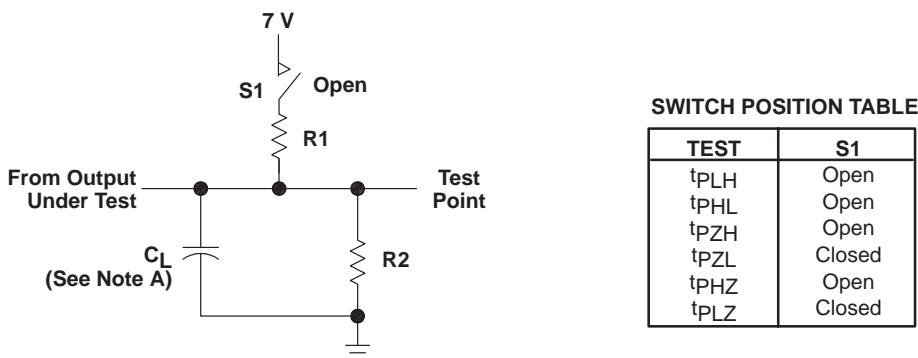 7 V
S1
Open
R1
From Output
Under Test
Test
Point
CL
(See Note A)
R2
SWITCH POSITION TABLE
TEST S1
tPLH Open
tPHL Open
tPZH Open
tPZL Closed
tPHZ Open
tPLZ Closed